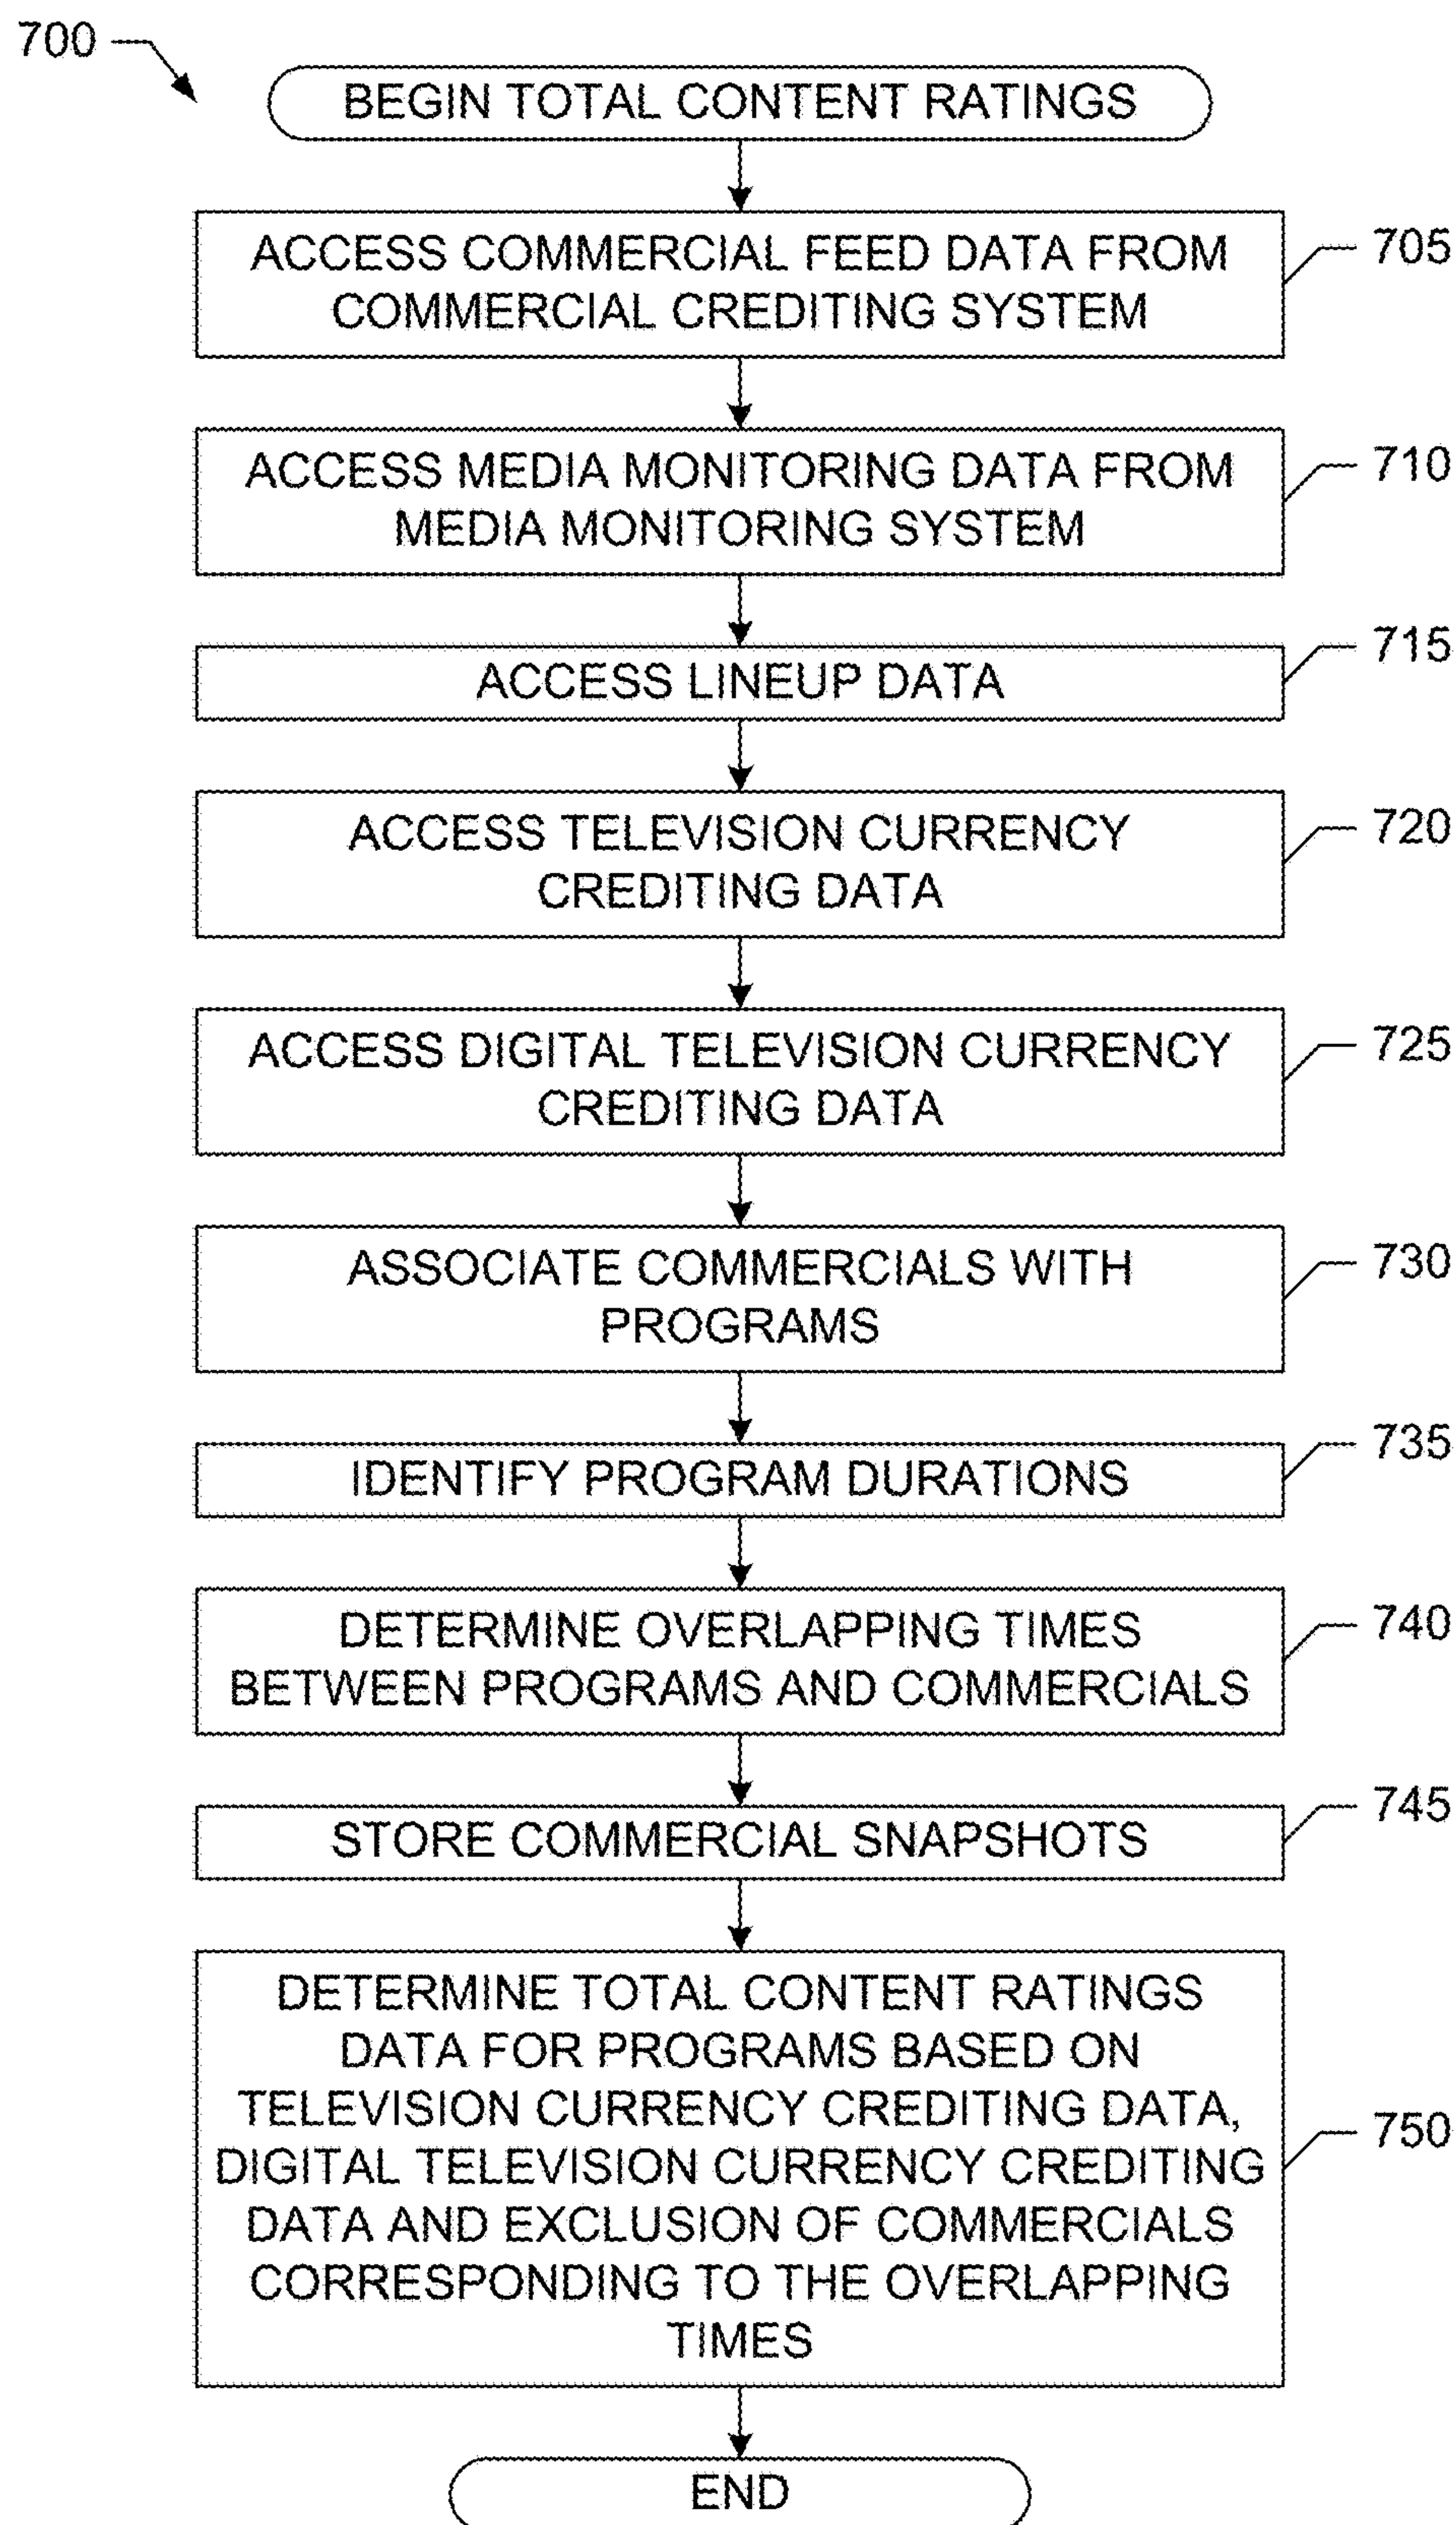 700
BEGIN TOTAL CONTENT RATINGS
ACCESS COMMERCIAL FEED DATA FROM
COMMERCIAL CREDITING SYSTEM
705
ACCESS MEDIA MONITORING DATA FROM
MEDIA MONITORING SYSTEM
710
ACCESS LINEUP DATA
715
ACCESS TELEVISION CURRENCY
CREDITING DATA
720
ACCESS DIGITAL TELEVISION CURRENCY
CREDITING DATA
725
ASSOCIATE COMMERCIALS WITH
PROGRAMS
730
IDENTIFY PROGRAM DURATIONS
735
DETERMINE OVERLAPPING TIMES
BETWEEN PROGRAMS AND COMMERCIALS
740
STORE COMMERCIAL SNAPSHOTS
745
DETERMINE TOTAL CONTENT RATINGS
DATA FOR PROGRAMS BASED ON
TELEVISION CURRENCY CREDITING DATA,
DIGITAL TELEVISION CURRENCY CREDITING
DATA AND EXCLUSION OF COMMERCIALS
CORRESPONDING TO THE OVERLAPPING
TIMES
750
END